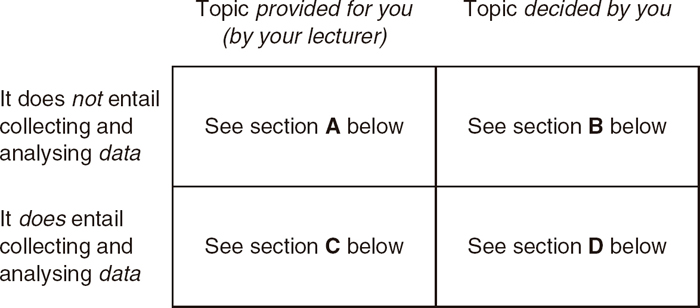 Topic provided for you
(by your lecturer)
Topic decided by you
It does not entail
collecting and
analysing data
See section A below
See section B below
It does entail
collecting and
analysing data
See section C below
See section D below